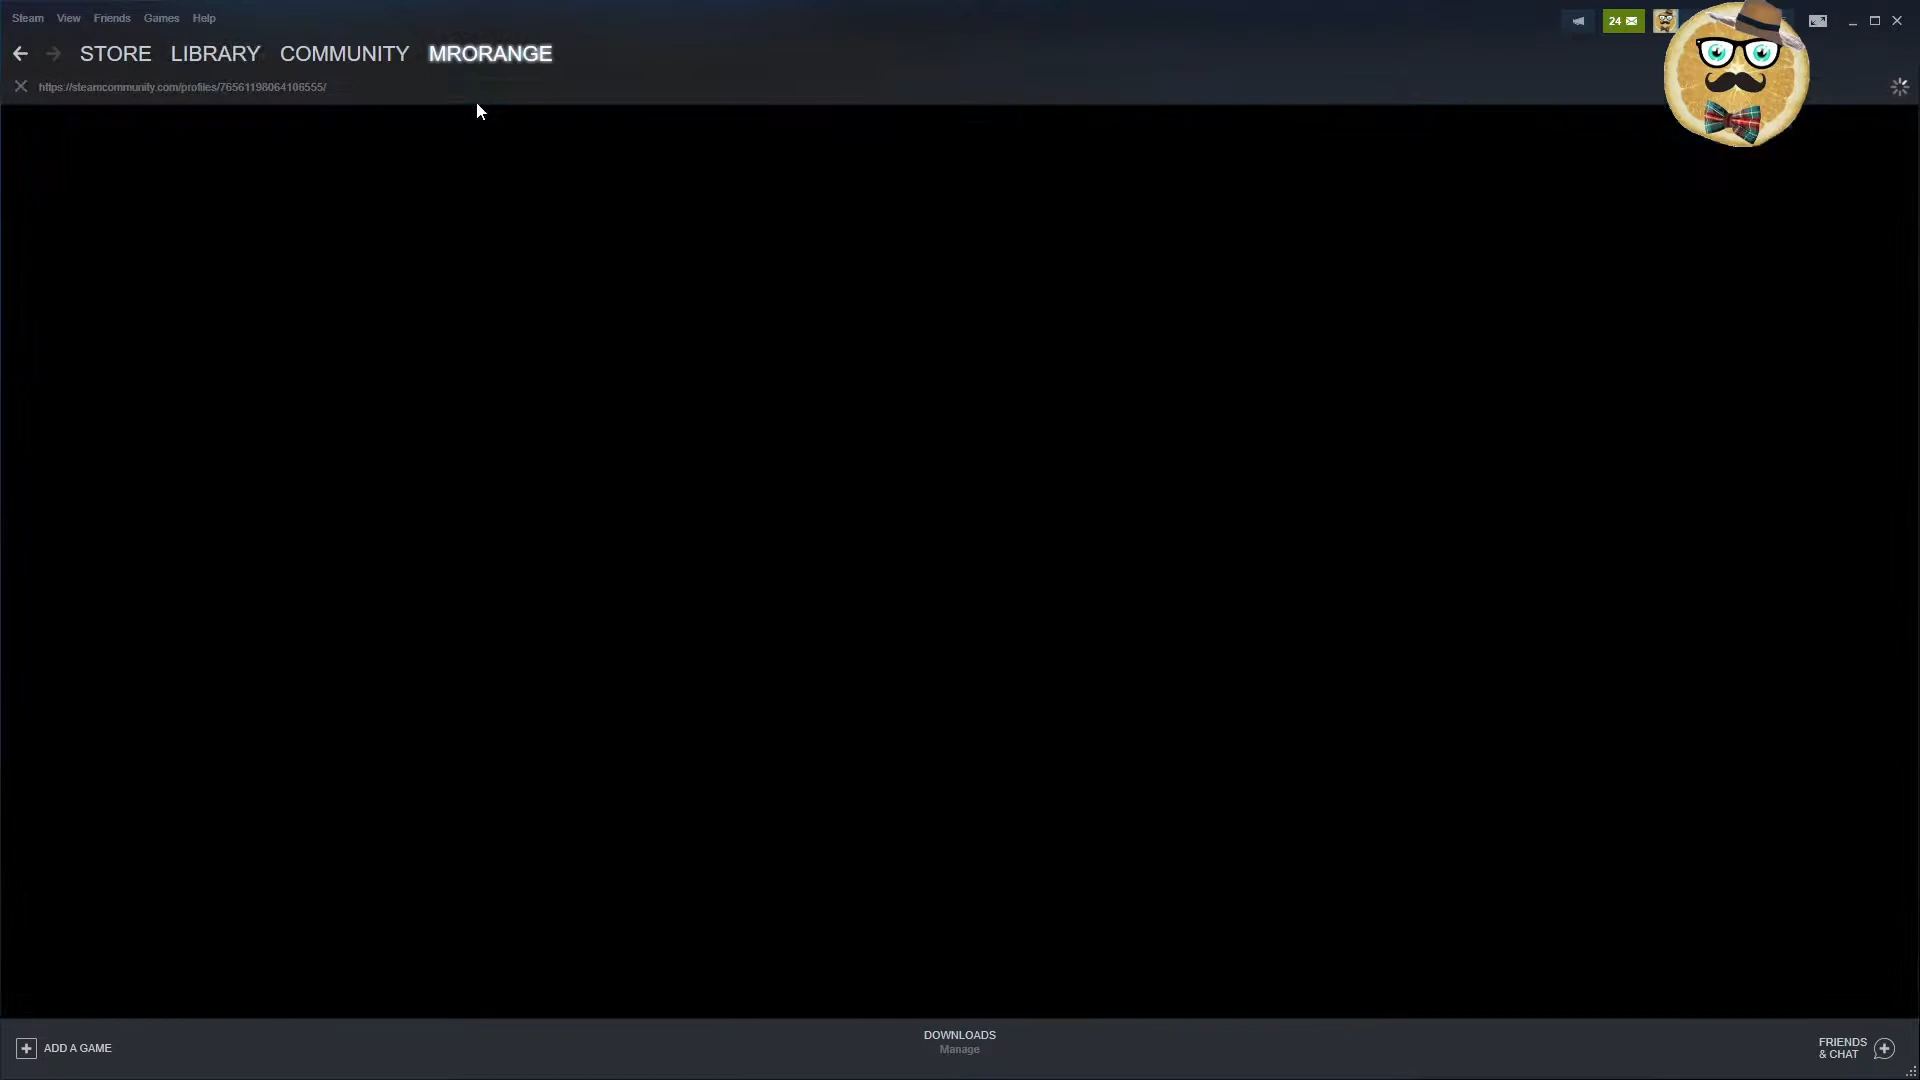 Steam View Friends Games Help
24
STORE LIBRARY COMMUNITY MRORANGE
https://steamcommunity.com/profiles/76561198064106555/
ADD A GAME
DOWNLOADS
Manage
FRIENDS
& CHAT